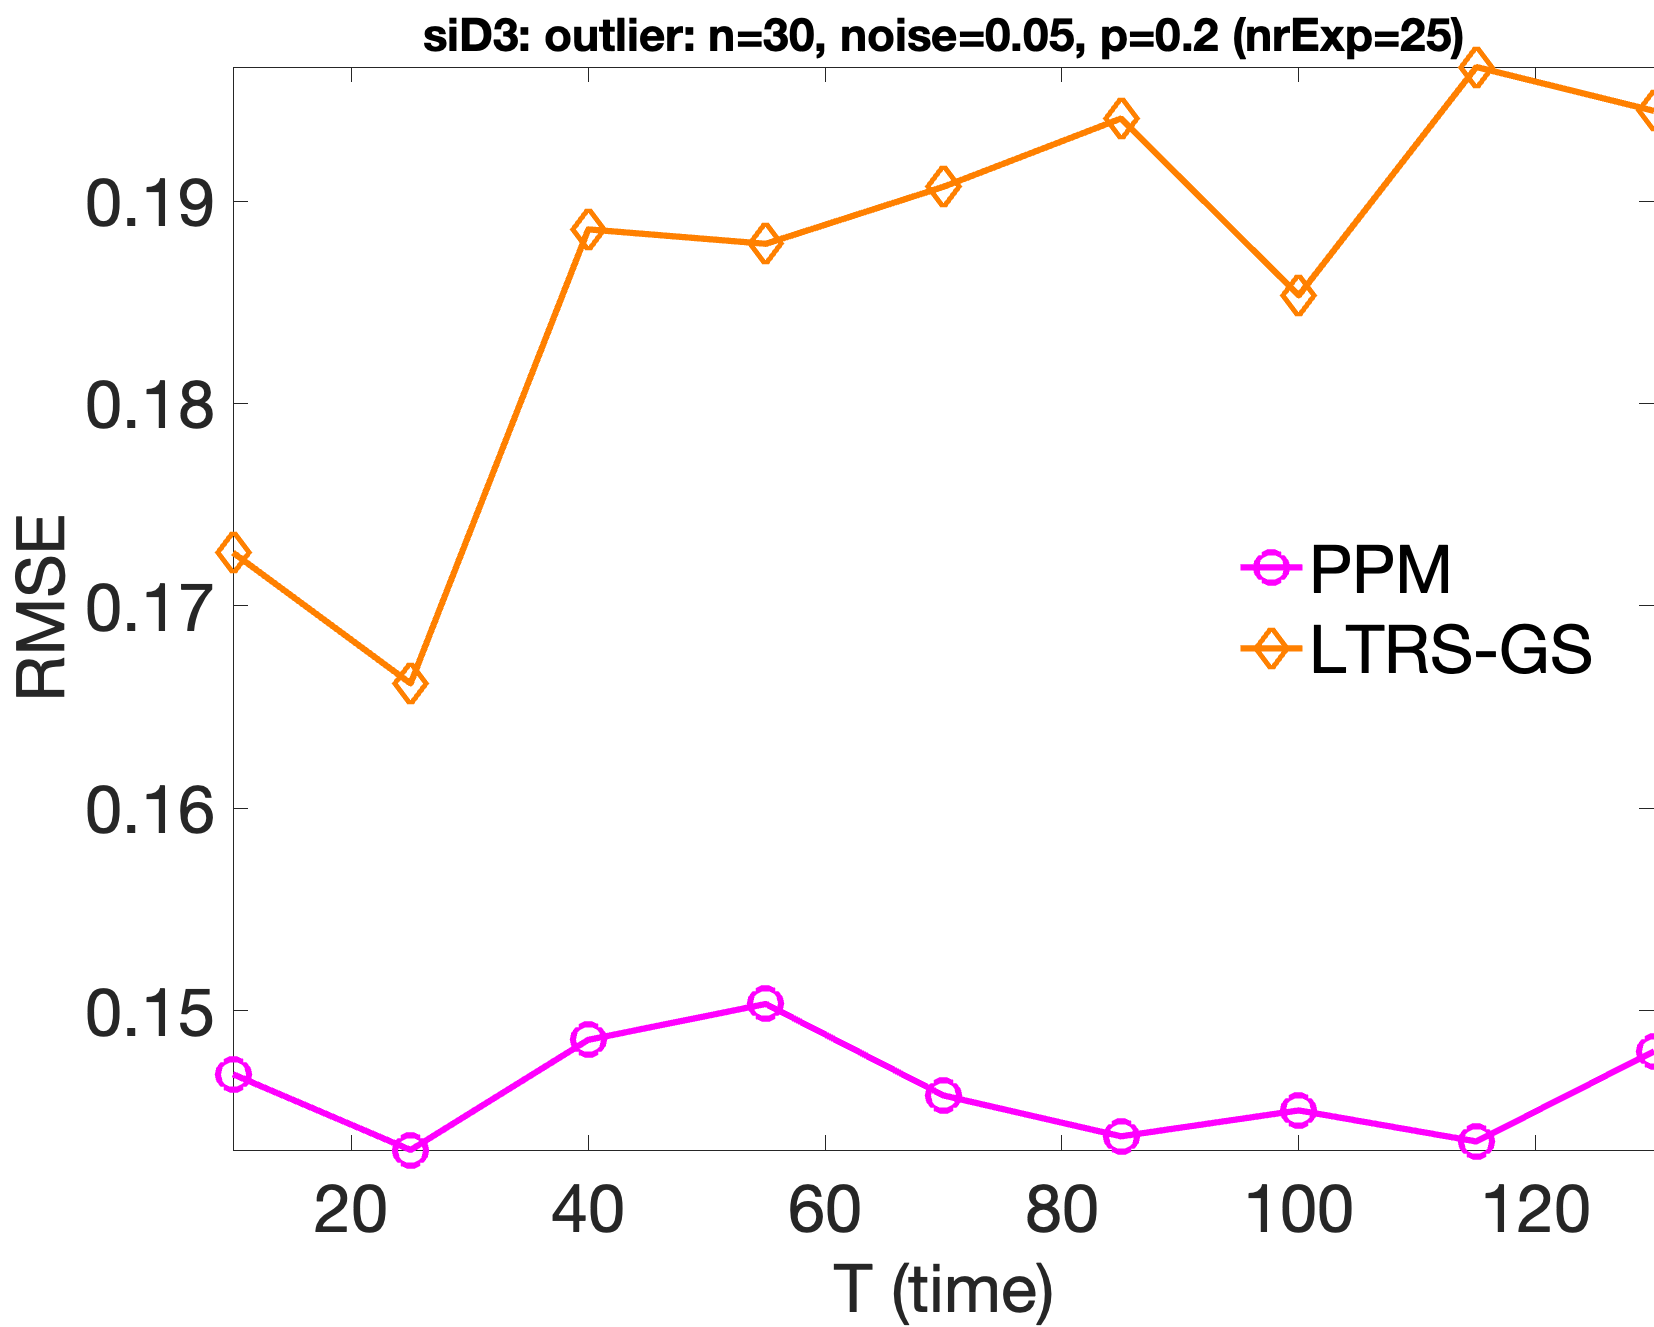 siD3: outlier: n=30, noise=0.05, p=0.2 (nrExp=25)
0.19
0.18
0.17
0.16
0.15
RMSE
PPM
LTRS-GS
20 40 60 80 100 120
T (time)